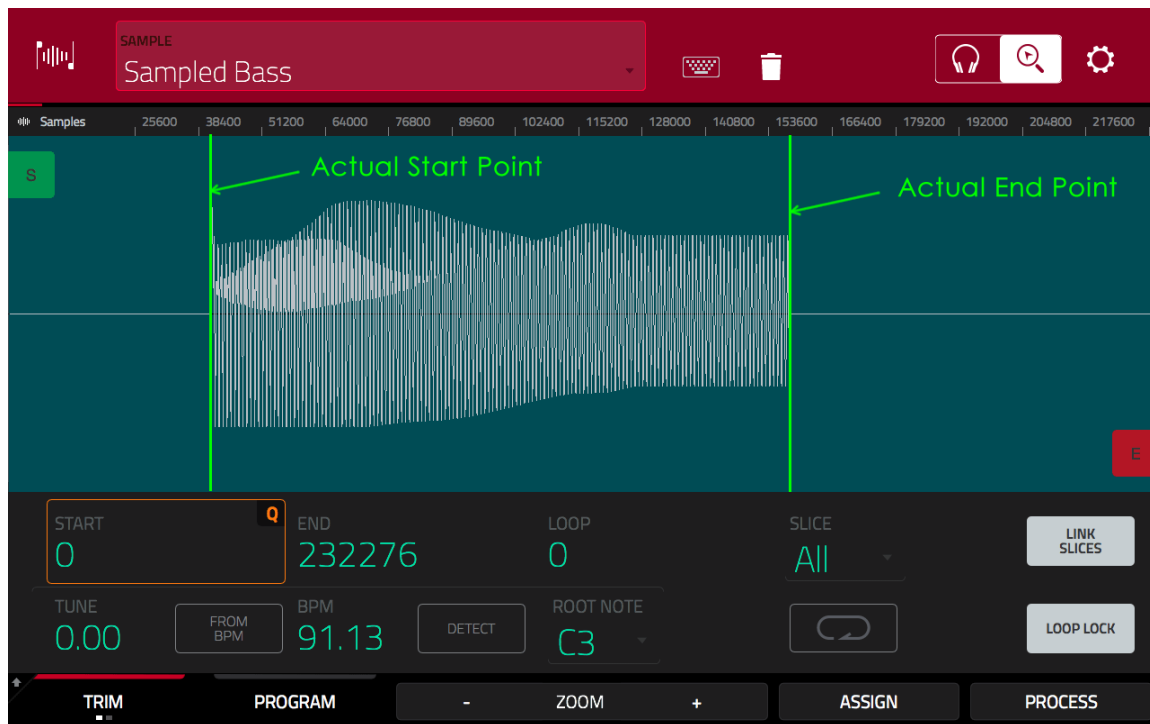 SAMPLE
Sampled Bass
Samples 25600 38400 51200 64000 76800 89600 102400 115200 128000 140800 153600 166400 179200 192000 204800 217600
S
Actual Start Point
Actual End Point
E
START Q END LOOP SLICE LINK SLICES
0 232276 0 All
TUNE FROM BPM BPM DETECT ROOT NOTE LOOP LOCK
0.00 91.13 C3
TRIM PROGRAM - ZOOM + ASSIGN PROCESS